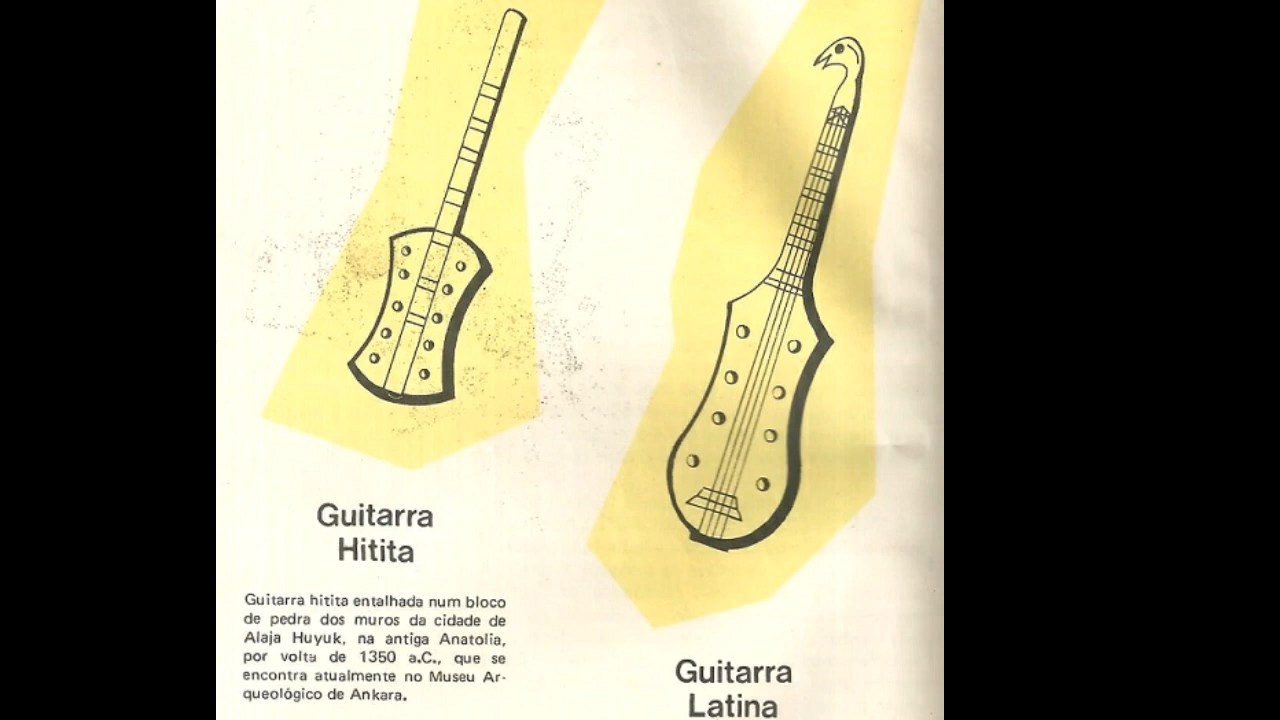 Guitarra
Hitita
Guitarra hitita entalhada num bloco
de pedra dos muros da cidade de
Alaja Huyuk, na antiga Anatolia,
por volta de 1350 a.C., que se
encontra atualmente no Museu Ar-
queológico de Ankara.
Guitarra
Latina